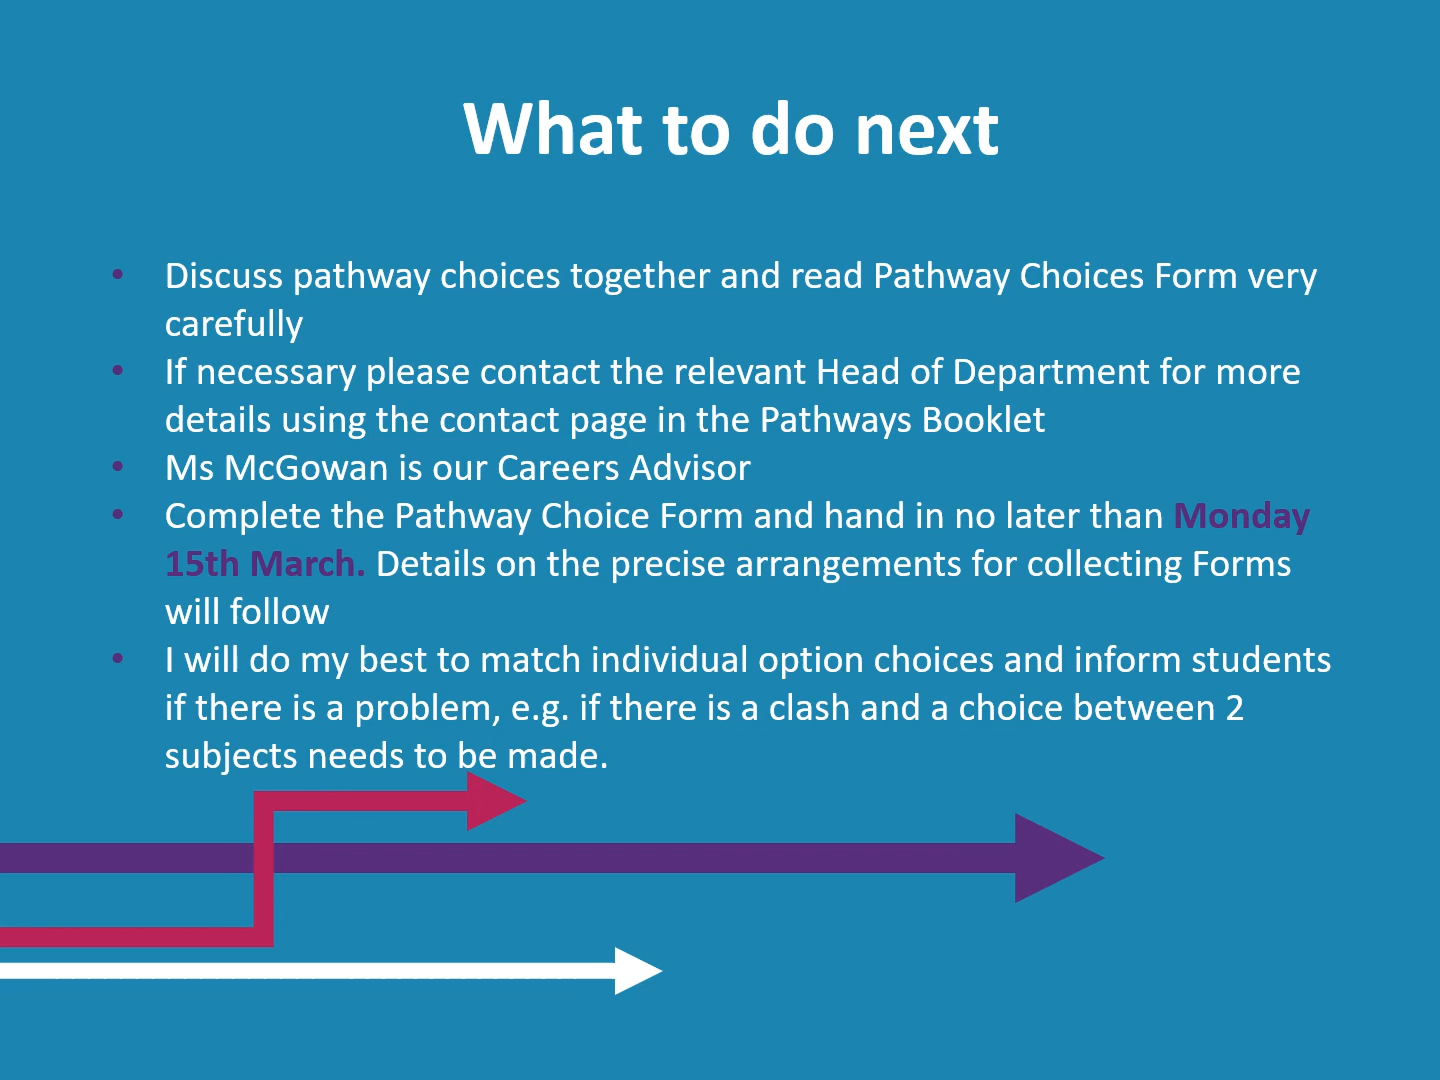 What to do next
• Discuss pathway choices together and read Pathway Choices Form very
carefully
• If necessary please contact the relevant Head of Department for more
details using the contact page in the Pathways Booklet
• Ms McGowan is our Careers Advisor
• Complete the Pathway Choice Form and hand in no later than Monday
15th March. Details on the precise arrangements for collecting Forms
will follow
• I will do my best to match individual option choices and inform students
if there is a problem, e.g. if there is a clash and a choice between 2
subjects needs to be made.